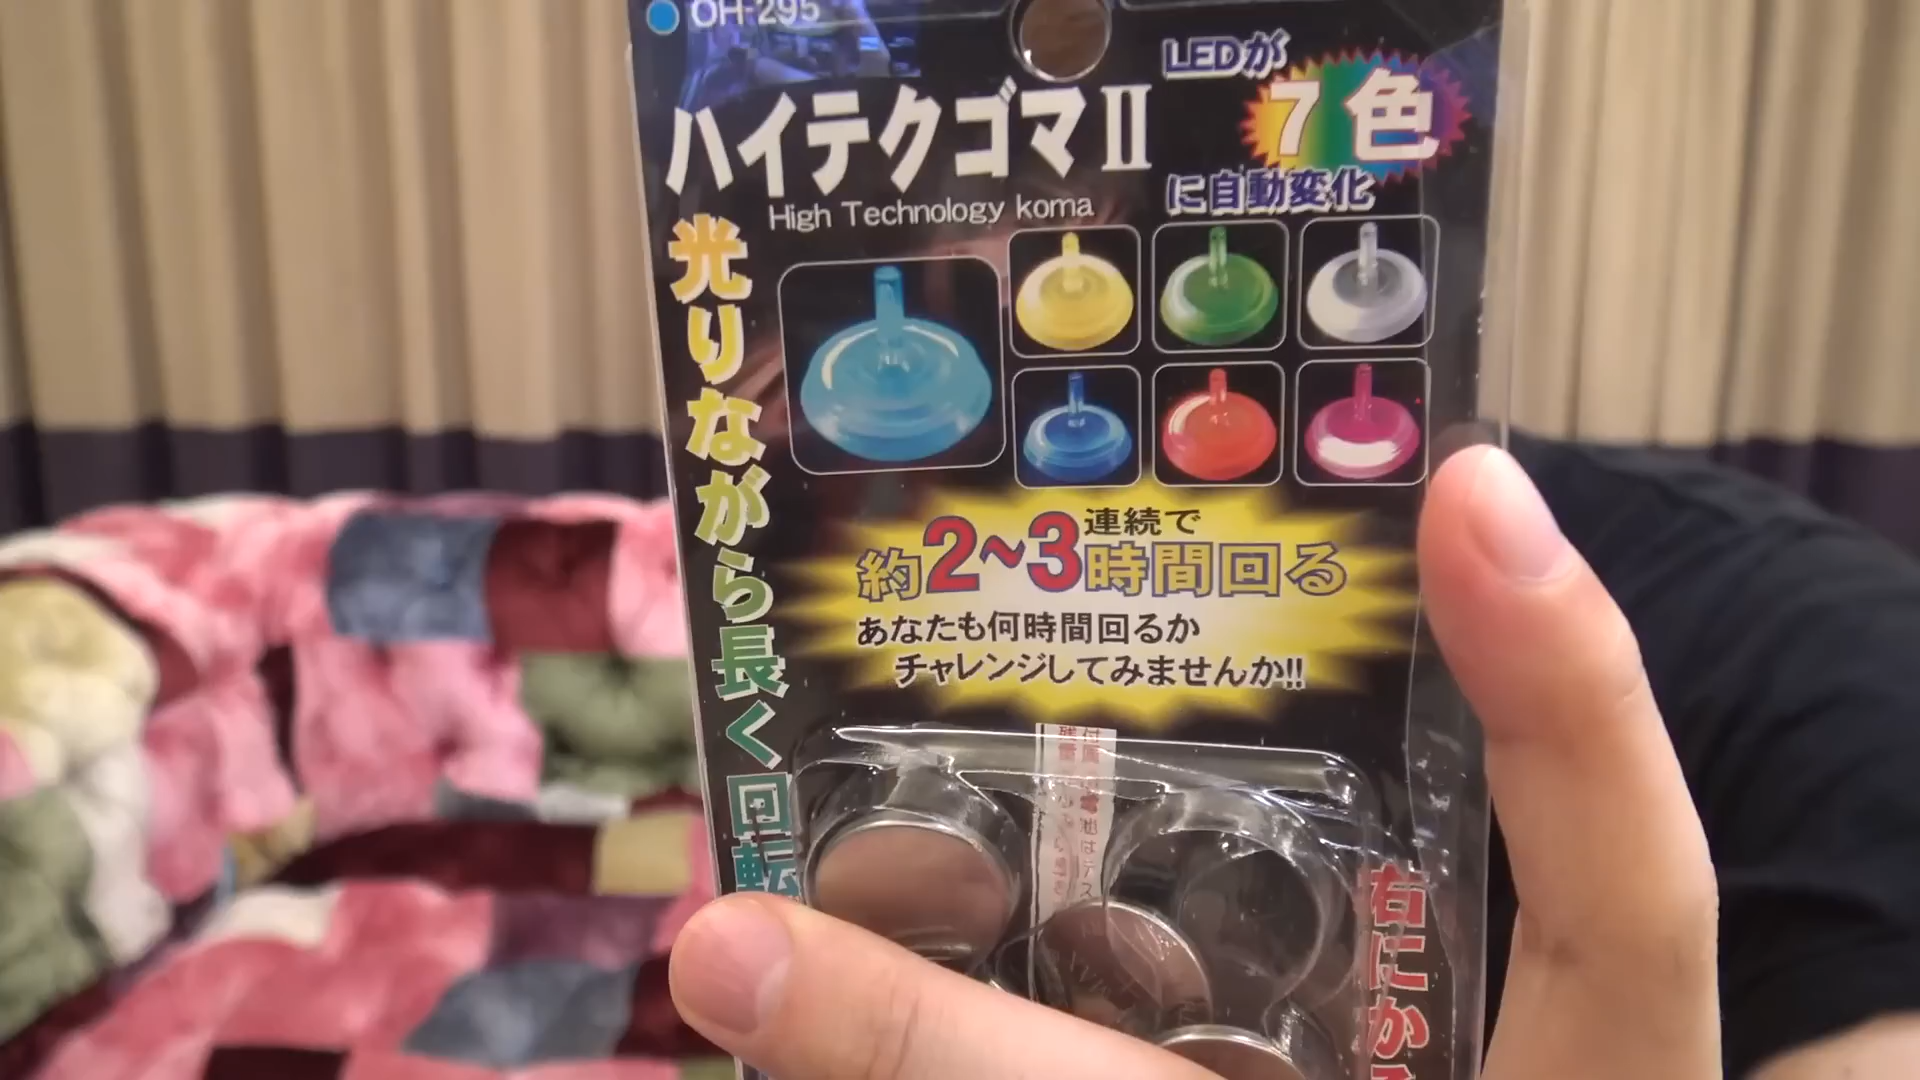 OH-295
ハイテクゴマⅡ
High Technology koma
LEDが
7色
に自動変化
光りながら長く回転
連続で
約2~3時間回る
あなたも何時間回るか
チャレンジしてみませんか!!
右にか